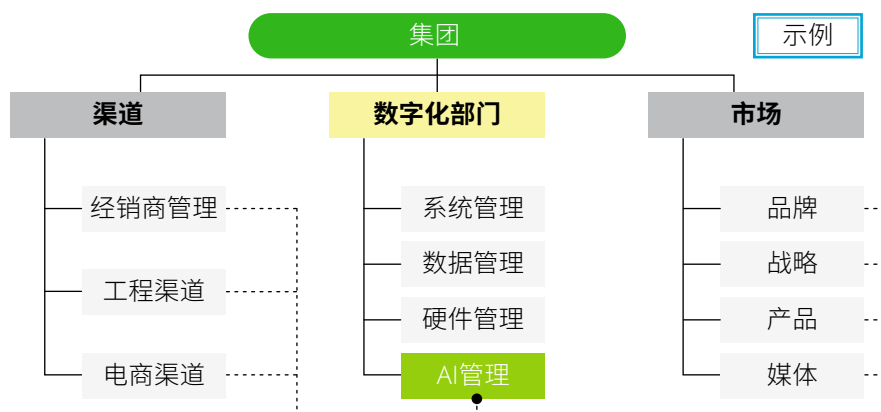 集团
示例
渠道
数字化部门
市场
经销商管理
工程渠道
电商渠道
系统管理
数据管理
硬件管理
AI管理
品牌
战略
产品
媒体